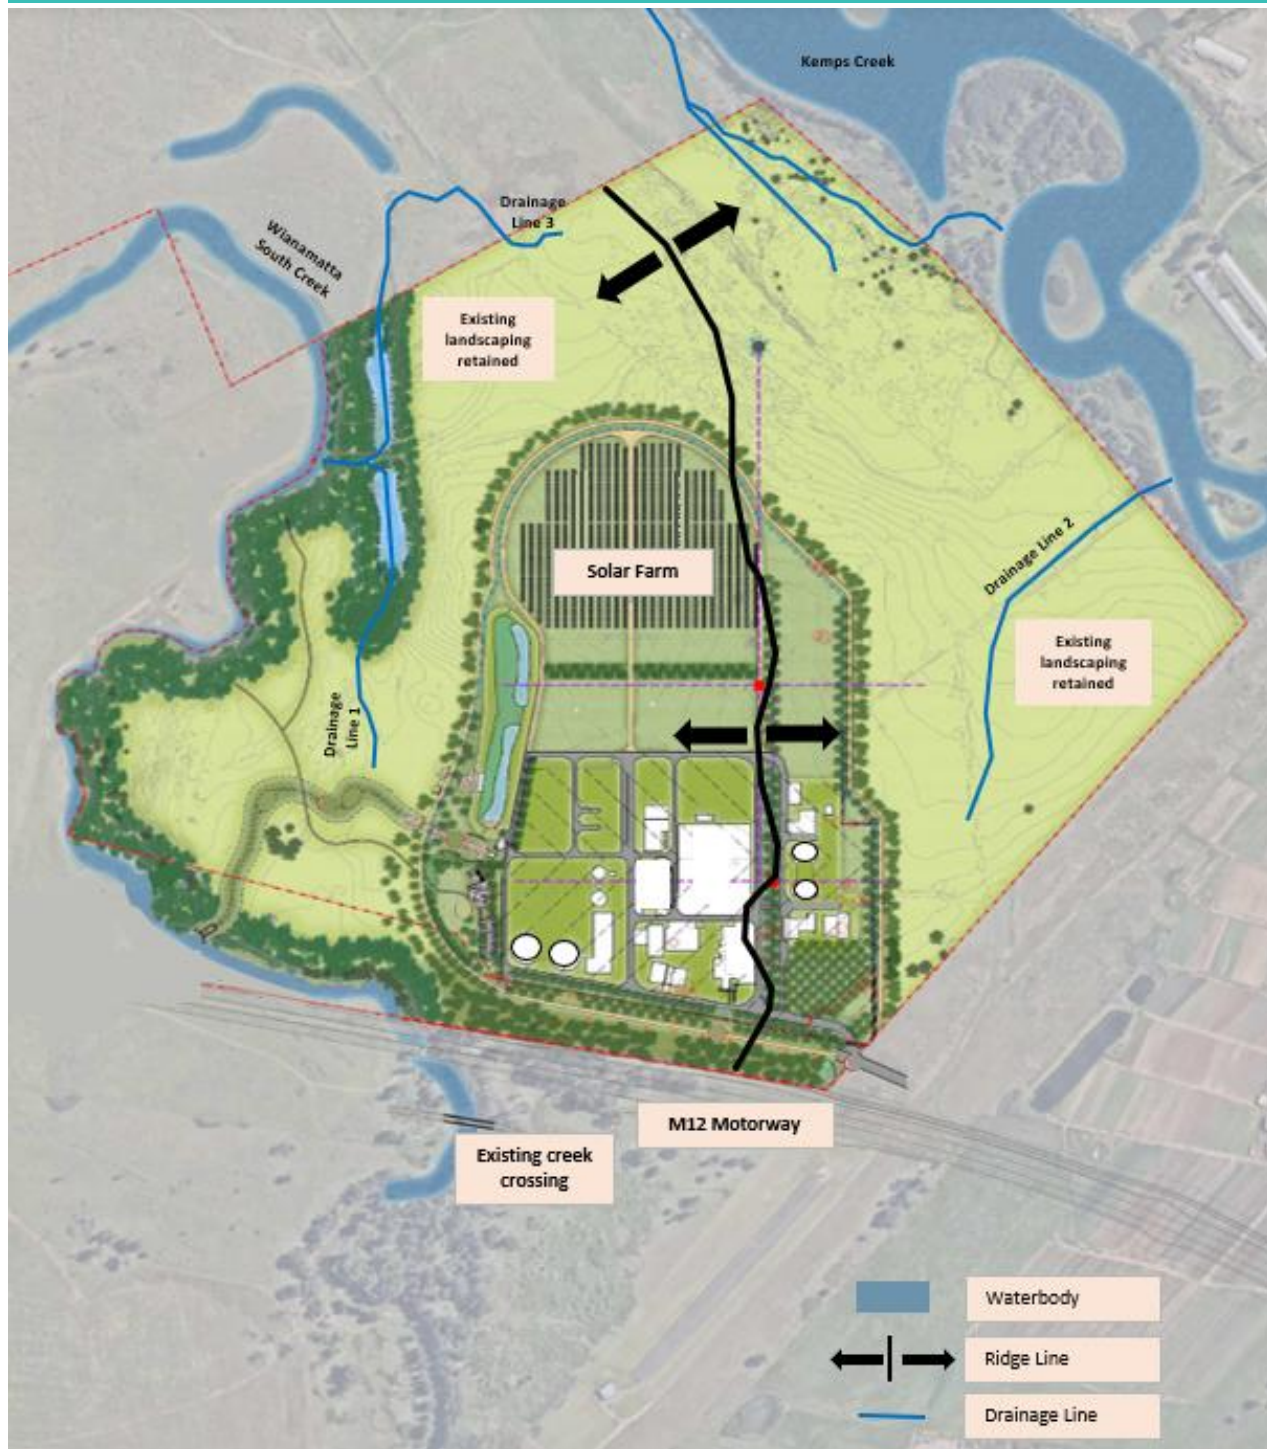 Kemps Creek
Drainage
Line 3
Wianamatta
South Creek
Existing
landscaping
retained
Solar Farm
Drainage Line 2
Existing
landscaping
retained
Drainage
Line 1
M12 Motorway
Existing creek
crossing
Waterbody
Ridge Line
Drainage Line